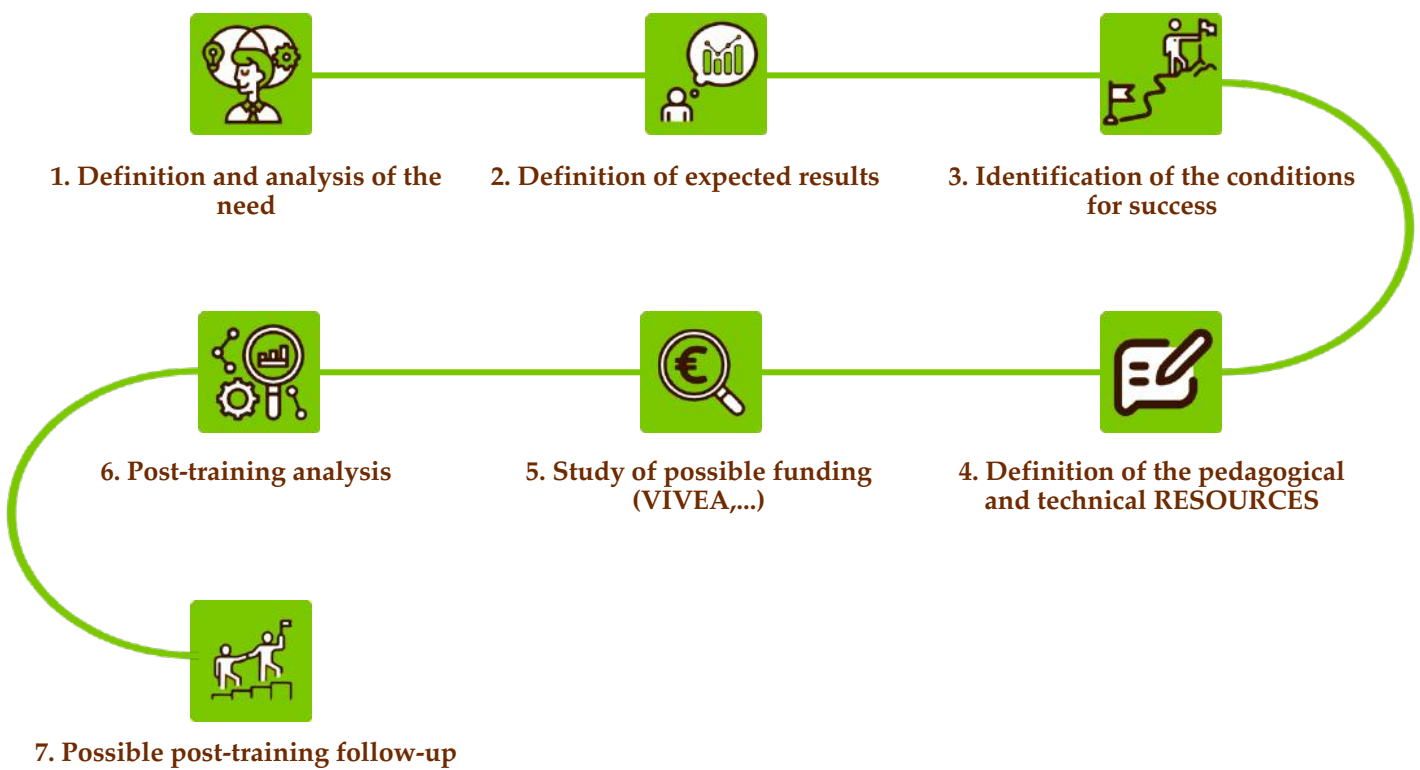 1. Definition and analysis of the
need
2. Definition of expected results
3. Identification of the conditions
for success
4. Definition of the pedagogical
and technical RESOURCES
5. Study of possible funding
(VIVEA,...)
6. Post-training analysis
7. Possible post-training follow-up